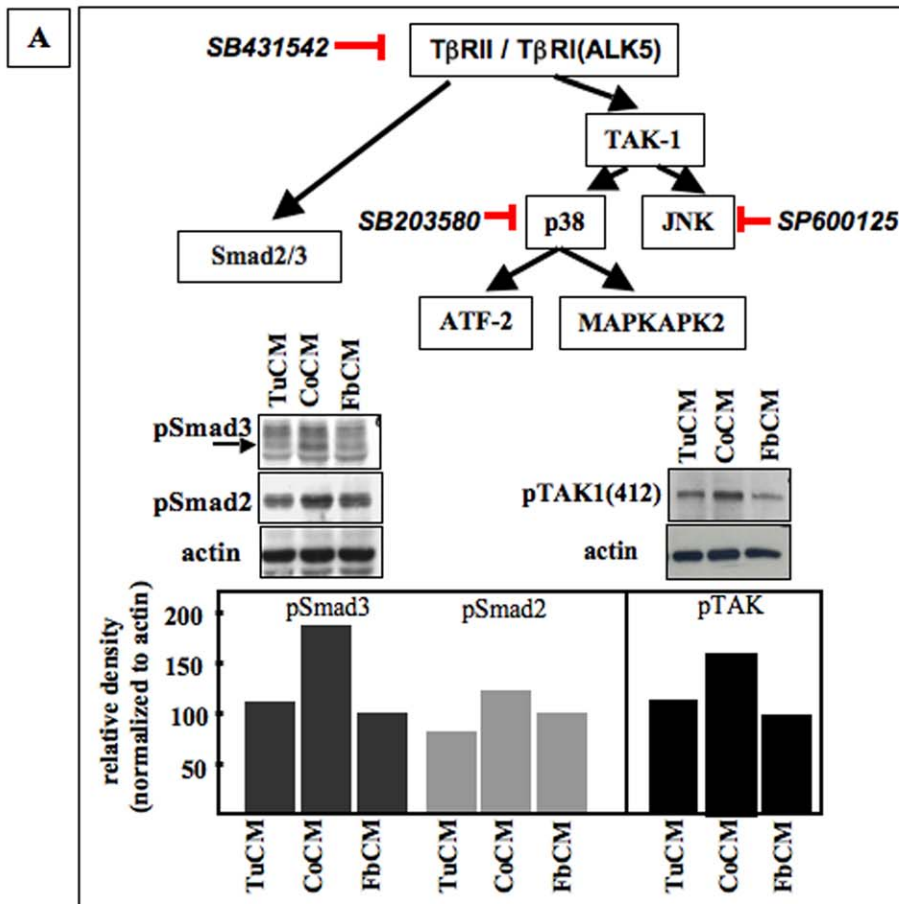 A
SB431542
TβRII / TβRI(ALK5)
TAK-1
SB203580
p38
JNK
SP600125
Smad2/3
ATF-2
MAPKAPK2
TuCM
CoCM
FbCM
pSmad3
pSmad2
actin
TuCM
CoCM
FbCM
pTAK1(412)
actin
relative density
(normalized to actin)
200
150
100
50
pSmad3
pSmad2
pTAK
TuCM
CoCM
FbCM
TuCM
CoCM
FbCM
TuCM
CoCM
FbCM